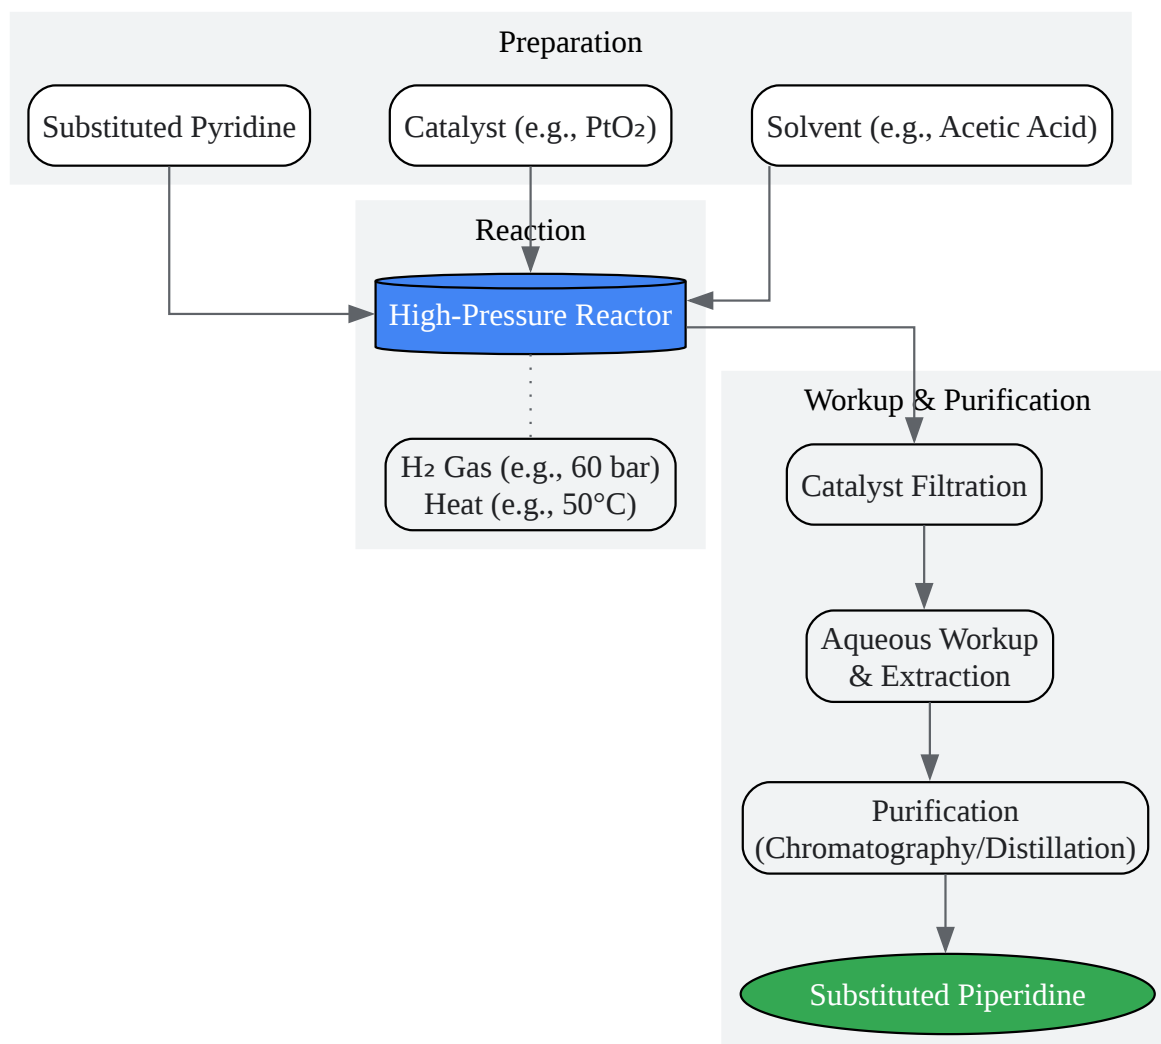 Preparation
Substituted Pyridine
Catalyst (e.g., PtO₂)
Solvent (e.g., Acetic Acid)
Reaction
High-Pressure Reactor
H₂ Gas (e.g., 60 bar)
Heat (e.g., 50°C)
Workup & Purification
Catalyst Filtration
Aqueous Workup
& Extraction
Purification
(Chromatography/Distillation)
Substituted Piperidine